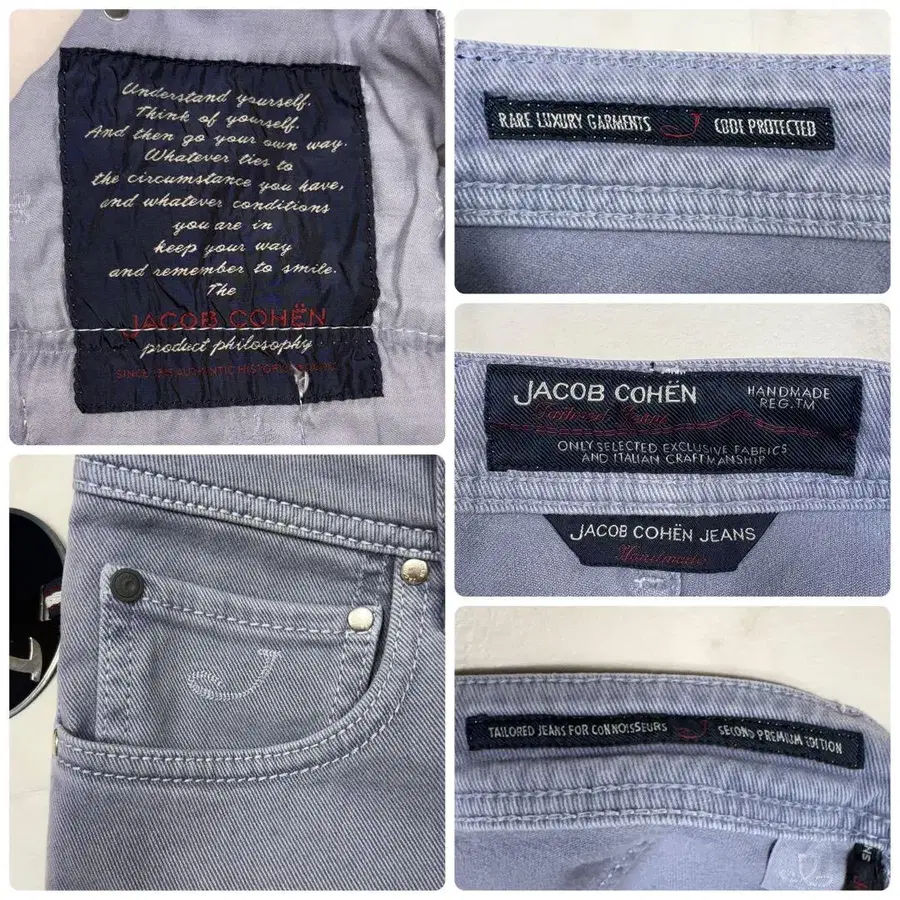 Understand yourself.
Think of yourself.
And then go your own way.
Whatever ties to
the circumstance you have,
and whatever conditions
you are in
keep your way
and remember to smile.
The
JACOB COHËN
product philosophy
RARE LUXURY GARMENTS J CODE PROTECTED
JACOB COHËN
HANDMADE
REG.TM
Tailored Jeans
ONLY SELECTED EXCLUSIVE FABRICS
AND ITALIAN CRAFTMANSHIP
JACOB COHËN JEANS
Handmade
J
J
TAILORED JEANS FOR CONNOISSEURS J SECOND PREMIUM EDITION